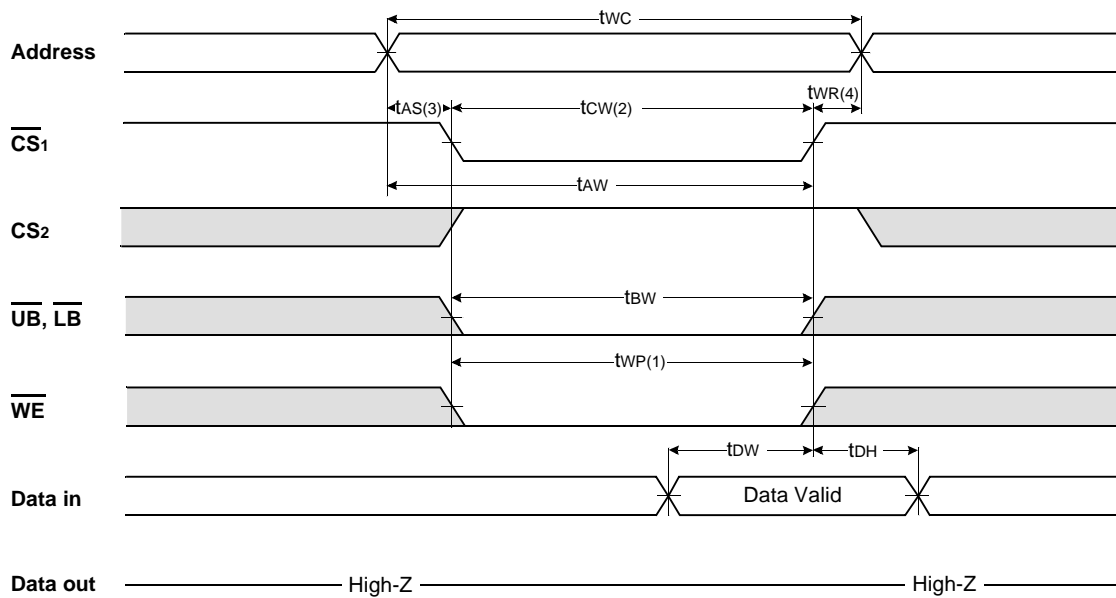 tWC
Address
tAS(3) tCW(2) tWR(4)
CS1
tAW
CS2
tBW
UB, LB
tWP(1)
WE
tDW tDH
Data in Data Valid
Data out High-Z High-Z